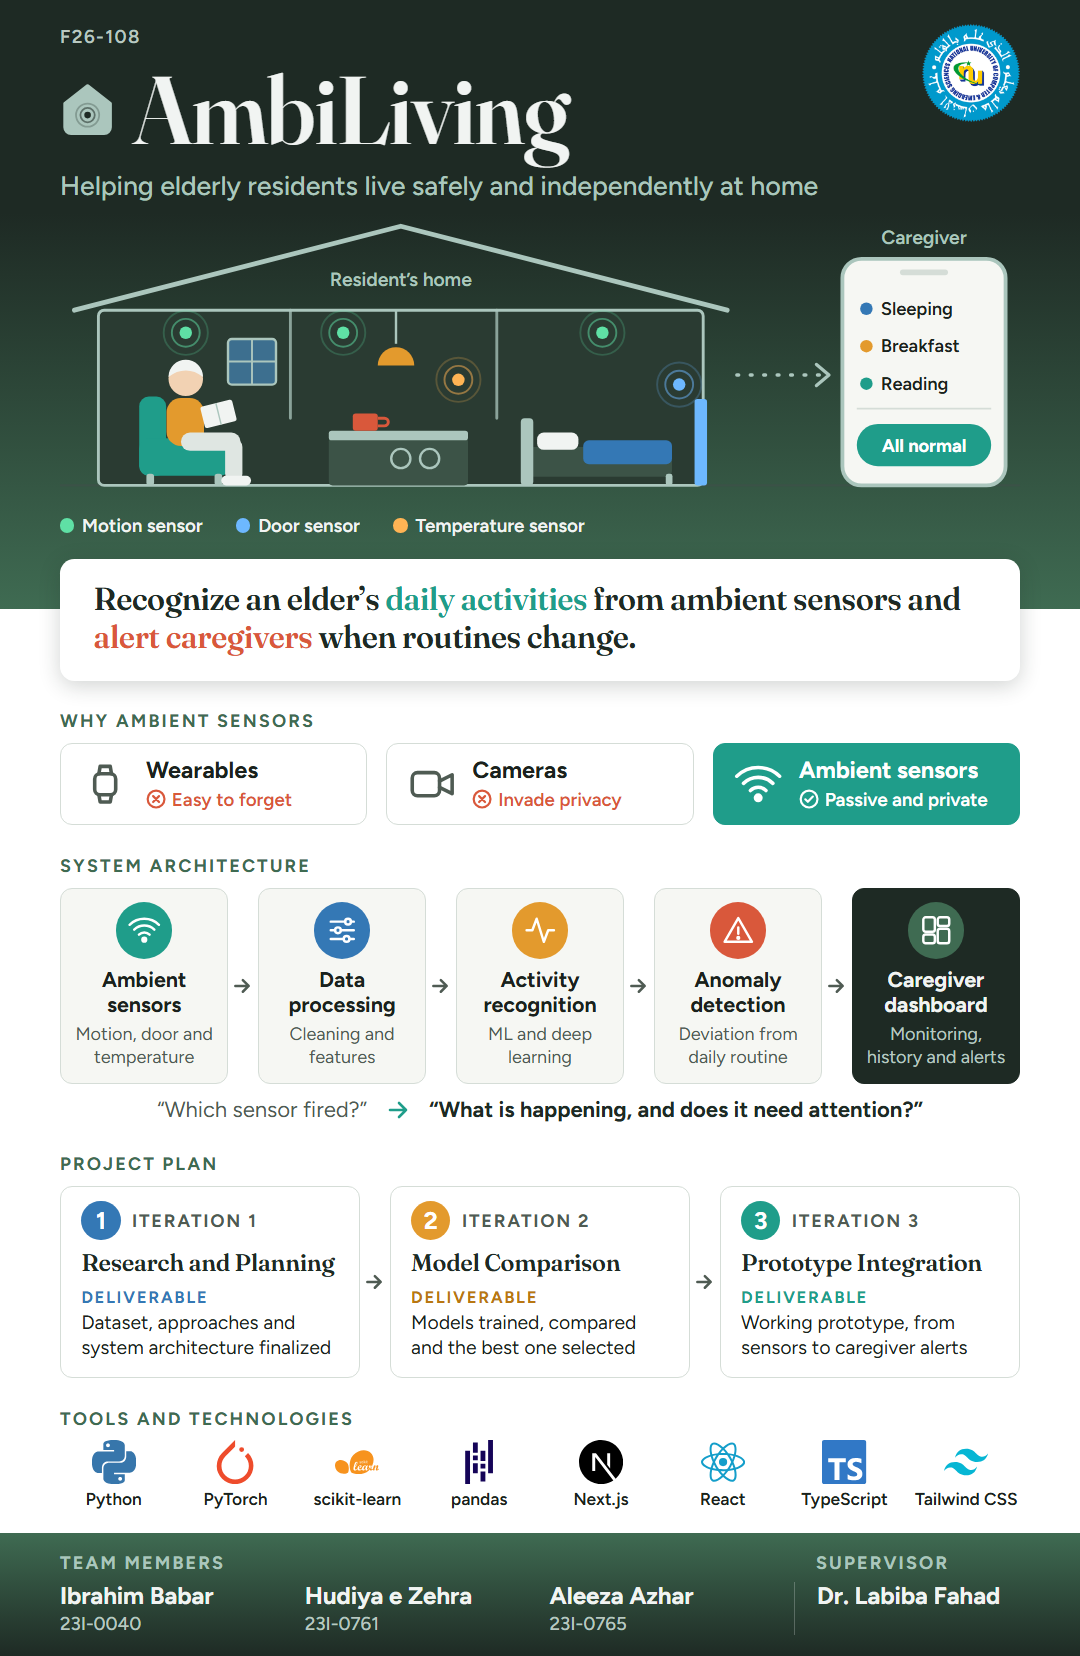 F26-108
AmbiLiving
Helping elderly residents live safely and independently at home
Caregiver
Resident's home
Sleeping
Breakfast
Reading
All normal
Motion sensor
Door sensor
Temperature sensor
Recognize an elder's daily activities from ambient sensors and
alert caregivers when routines change.
WHY AMBIENT SENSORS
Wearables
Easy to forget
Cameras
Invade privacy
Ambient sensors
Passive and private
SYSTEM ARCHITECTURE
Ambient
sensors
Motion, door and
temperature
Data
processing
Cleaning and
features
Activity
recognition
ML and deep
learning
Anomaly
detection
Deviation from
daily routine
Caregiver
dashboard
Monitoring,
history and alerts
“Which sensor fired?” → “What is happening, and does it need attention?”
PROJECT PLAN
1 ITERATION 1
Research and Planning
DELIVERABLE
Dataset, approaches and
system architecture finalized
2 ITERATION 2
Model Comparison
DELIVERABLE
Models trained, compared
and the best one selected
3 ITERATION 3
Prototype Integration
DELIVERABLE
Working prototype, from
sensors to caregiver alerts
TOOLS AND TECHNOLOGIES
Python
PyTorch
learn
scikit-learn
pandas
N
Next.js
React
TS
TypeScript
Tailwind CSS
TEAM MEMBERS
Ibrahim Babar
23I-0040
Hudiya e Zehra
23I-0761
Aleeza Azhar
23I-0765
SUPERVISOR
Dr. Labiba Fahad